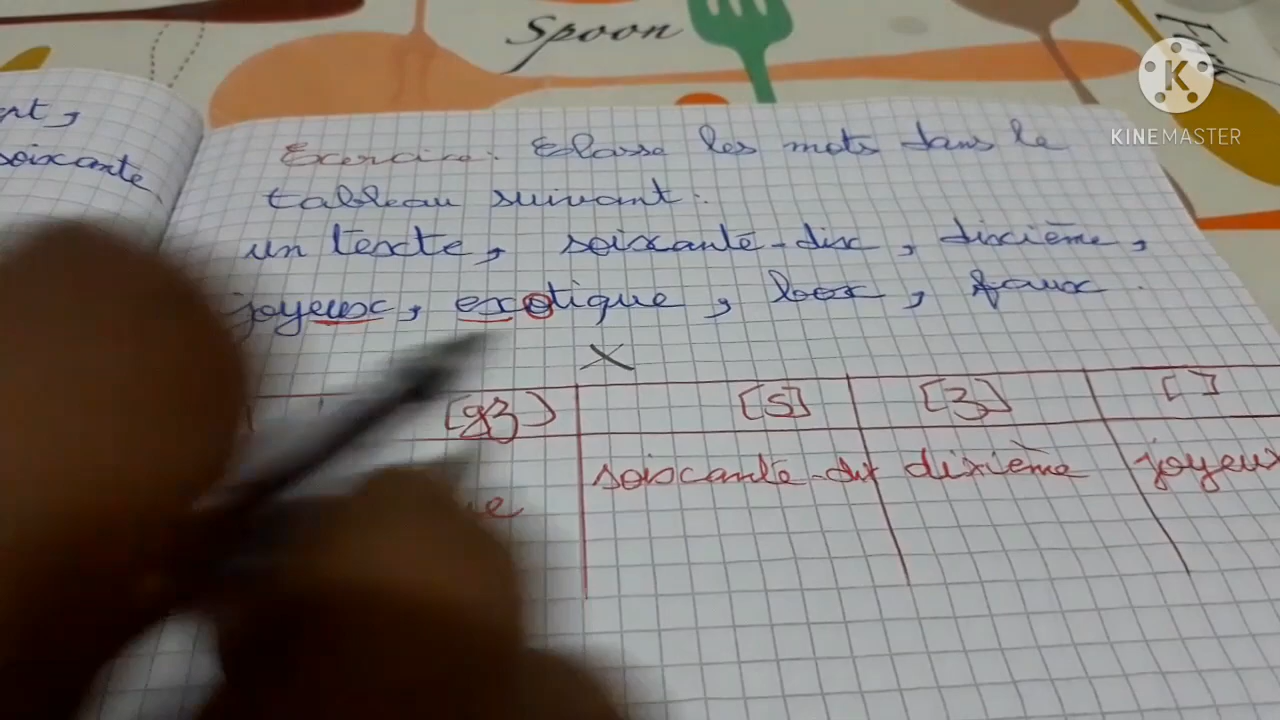 Spoon
KINEMASTER
soixante
Exercice: Classe les mots dans le
tableau suivant.
un texte, soixante-dix, dixième,
joyeux, exotique, box, faux.
X
[gz] [s] [z] [ ]
soixante-dix dixième joyeux